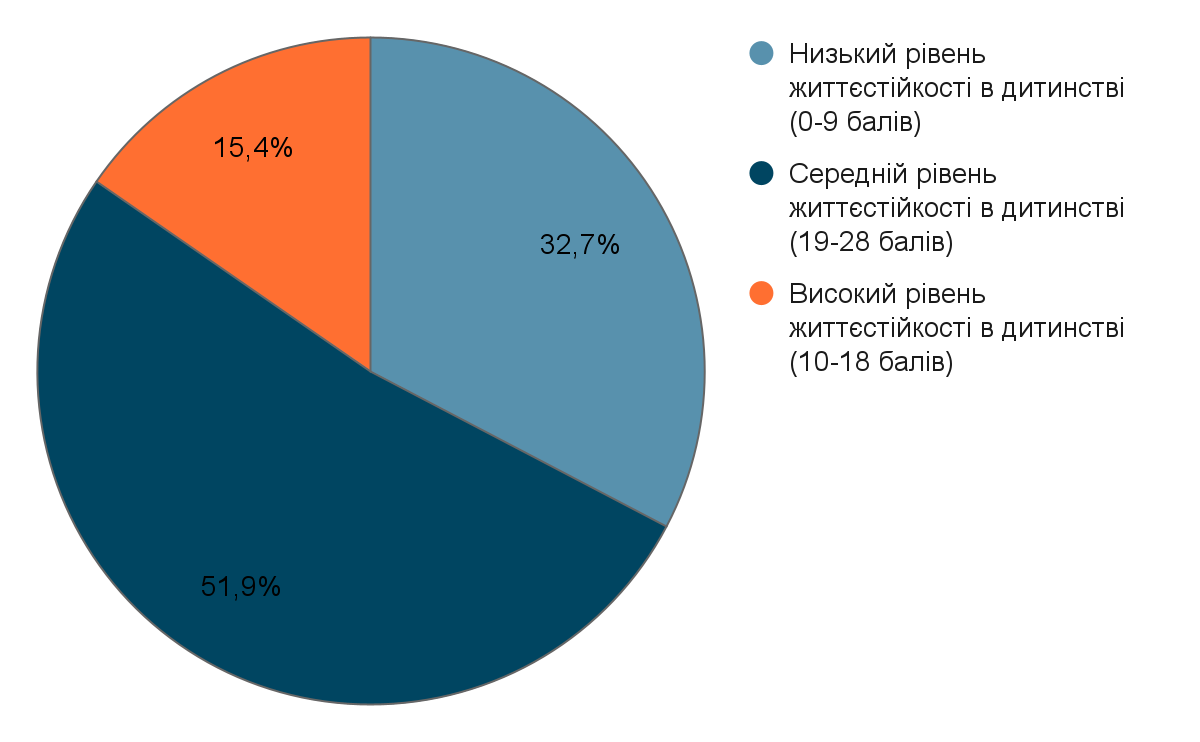 Низький рівень
життєстійкості в дитинстві
(0-9 балів)
Середній рівень
життєстійкості в дитинстві
(19-28 балів)
Високий рівень
життєстійкості в дитинстві
(10-18 балів)
15,4%
32,7%
51,9%